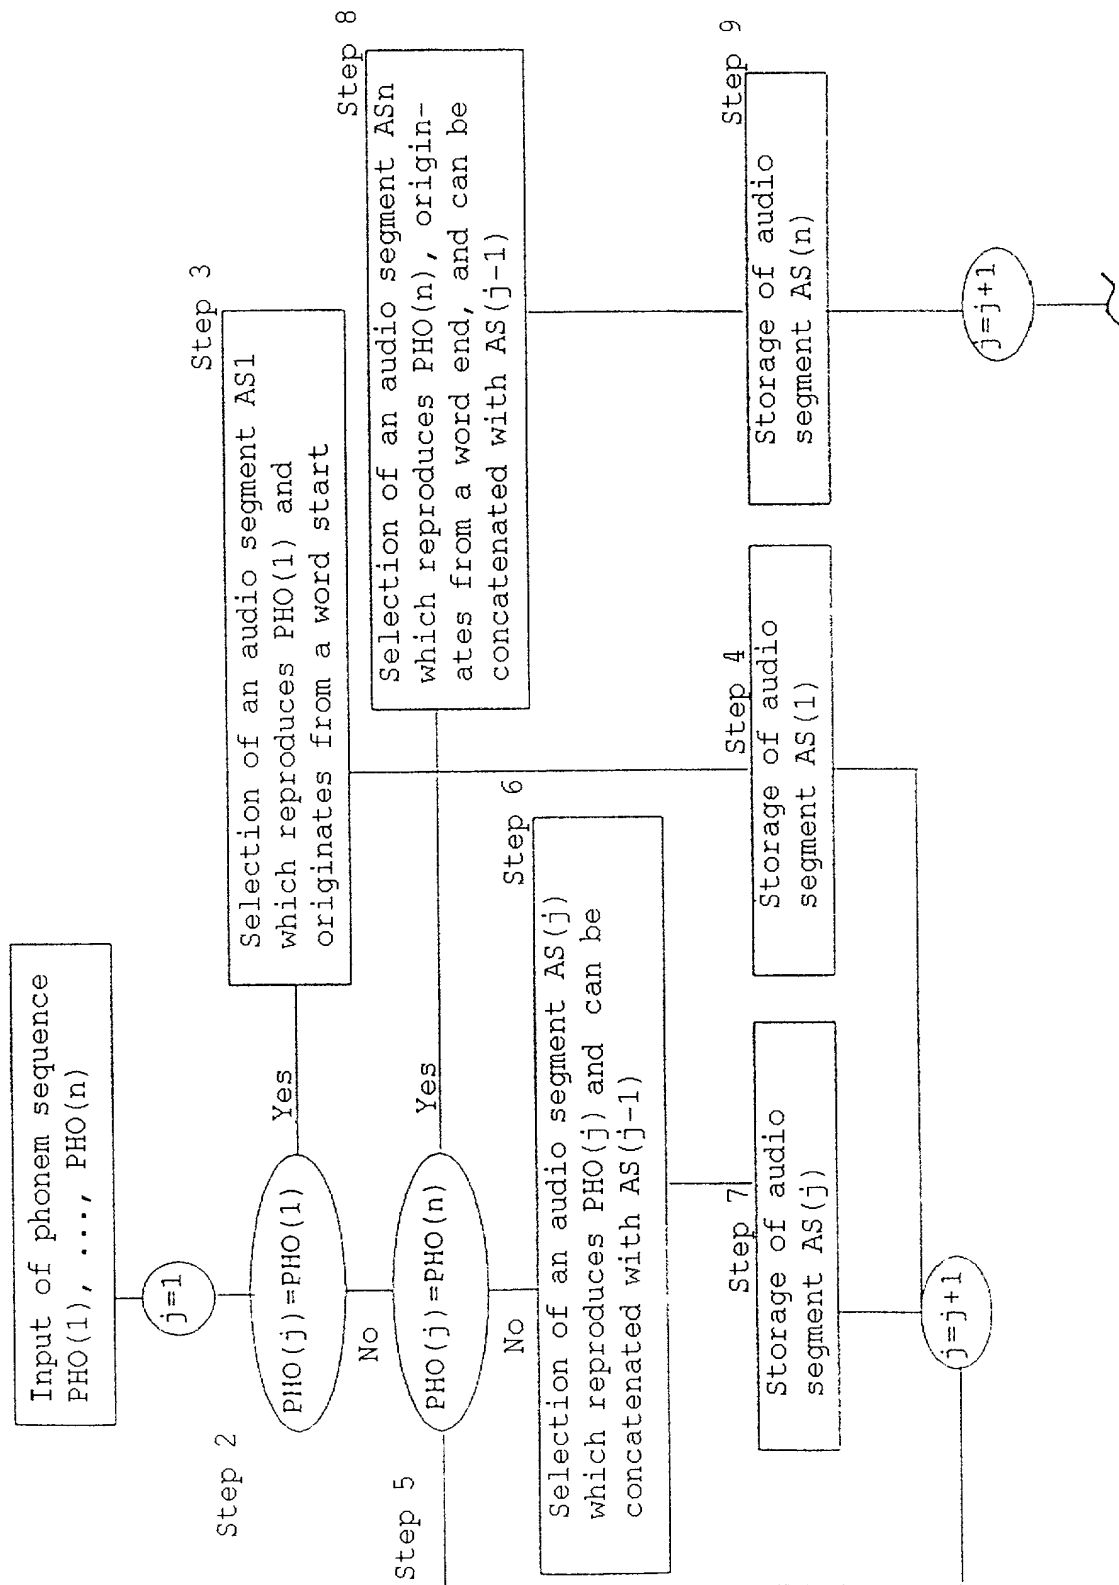 Input of phonem sequence
PHO(1), ..., PHO(n)
j=1
Step 2
PHO(j)=PHO(1)
Yes
No
Step 3
Selection of an audio segment AS1
which reproduces PHO(1) and
originates from a word start
Step 5
PHO(j)=PHO(n)
Yes
No
Step 8
Selection of an audio segment ASn
which reproduces PHO(n), origin-
ates from a word end, and can be
concatenated with AS(j-1)
Step 6
Selection of an audio segment AS(j)
which reproduces PHO(j) and can be
concatenated with AS(j-1)
Step 7
Storage of audio
segment AS(j)
Step 4
Storage of audio
segment AS(1)
Step 9
Storage of audio
segment AS(n)
j=j+1
j=j+1